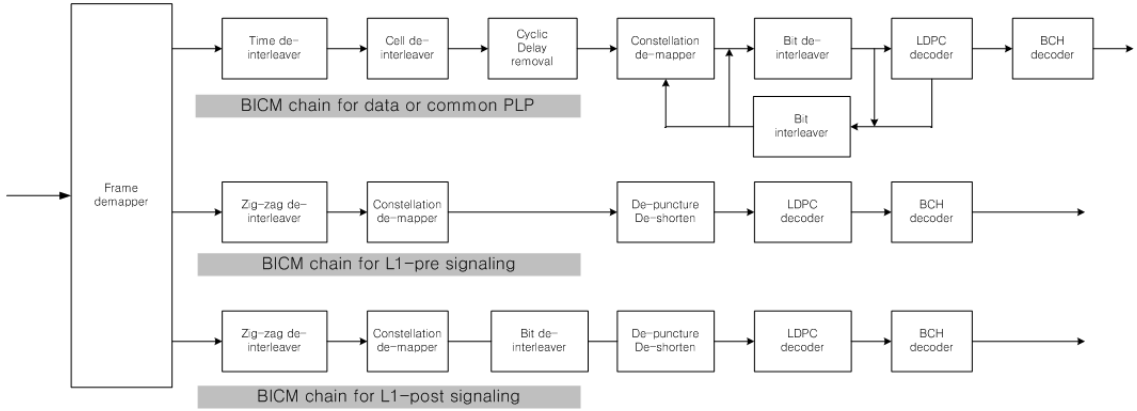 Frame
demapper
Time de-
interleaver
Cell de-
interleaver
Cyclic
Delay
removal
Constellation
de-mapper
Bit de-
interleaver
LDPC
decoder
BCH
decoder
Bit
interleaver
BICM chain for data or common PLP
Zig-zag de-
interleaver
Constellation
de-mapper
De-puncture
De-shorten
LDPC
decoder
BCH
decoder
BICM chain for L1-pre signaling
Zig-zag de-
interleaver
Constellation
de-mapper
Bit de-
interleaver
De-puncture
De-shorten
LDPC
decoder
BCH
decoder
BICM chain for L1-post signaling